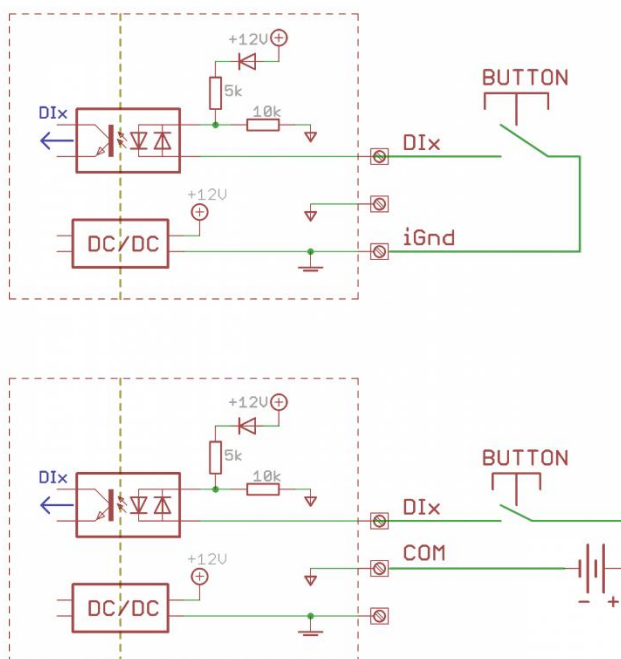 +12V
BUTTON
5k
DIx
10k
DIx
+12V
DC/DC
iGnd
+12V
BUTTON
5k
DIx
10k
DIx
COM
+12V
DC/DC
- +